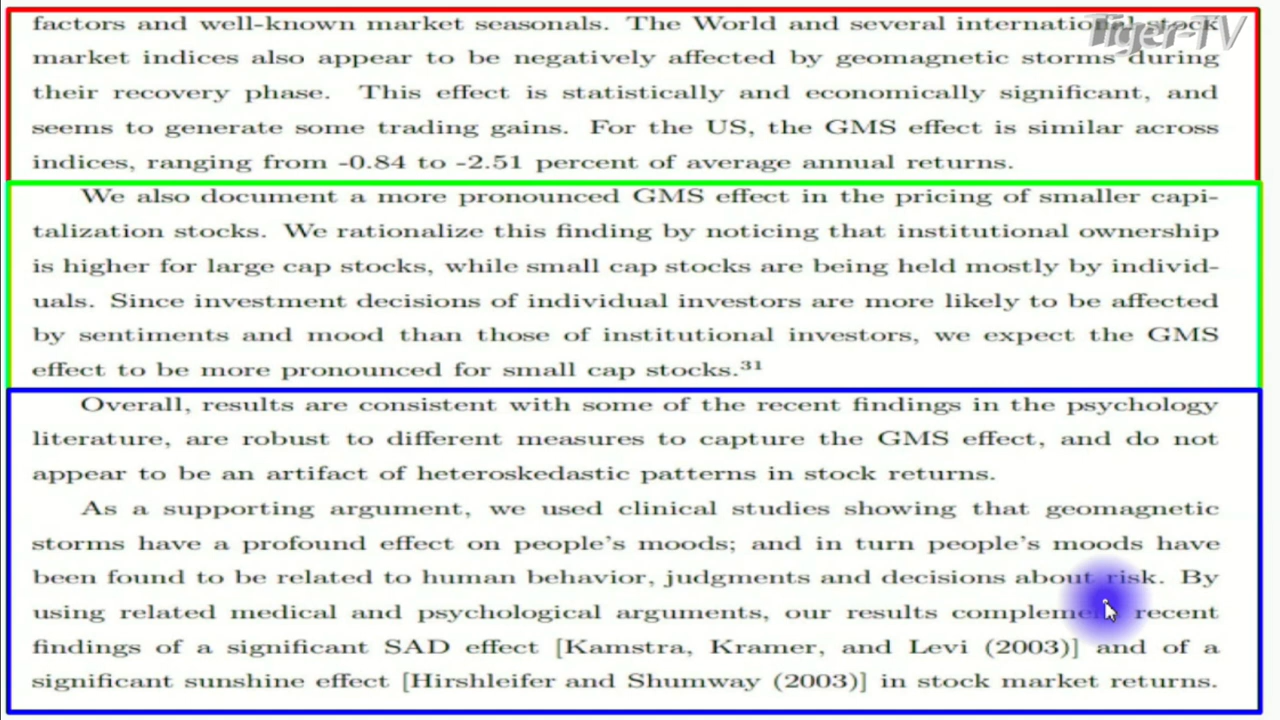 factors and well-known market seasonals. The World and several international stock
Tiger-TV
market indices also appear to be negatively affected by geomagnetic storms during
their recovery phase. This effect is statistically and economically significant, and
seems to generate some trading gains. For the US, the GMS effect is similar across
indices, ranging from -0.84 to -2.51 percent of average annual returns.
We also document a more pronounced GMS effect in the pricing of smaller capi-
talization stocks. We rationalize this finding by noticing that institutional ownership
is higher for large cap stocks, while small cap stocks are being held mostly by individ-
uals. Since investment decisions of individual investors are more likely to be affected
by sentiments and mood than those of institutional investors, we expect the GMS
effect to be more pronounced for small cap stocks.31
Overall, results are consistent with some of the recent findings in the psychology
literature, are robust to different measures to capture the GMS effect, and do not
appear to be an artifact of heteroskedastic patterns in stock returns.
As a supporting argument, we used clinical studies showing that geomagnetic
storms have a profound effect on people's moods; and in turn people's moods have
been found to be related to human behavior, judgments and decisions about risk. By
using related medical and psychological arguments, our results complement recent
findings of a significant SAD effect [Kamstra, Kramer, and Levi (2003)] and of a
significant sunshine effect [Hirshleifer and Shumway (2003)] in stock market returns.